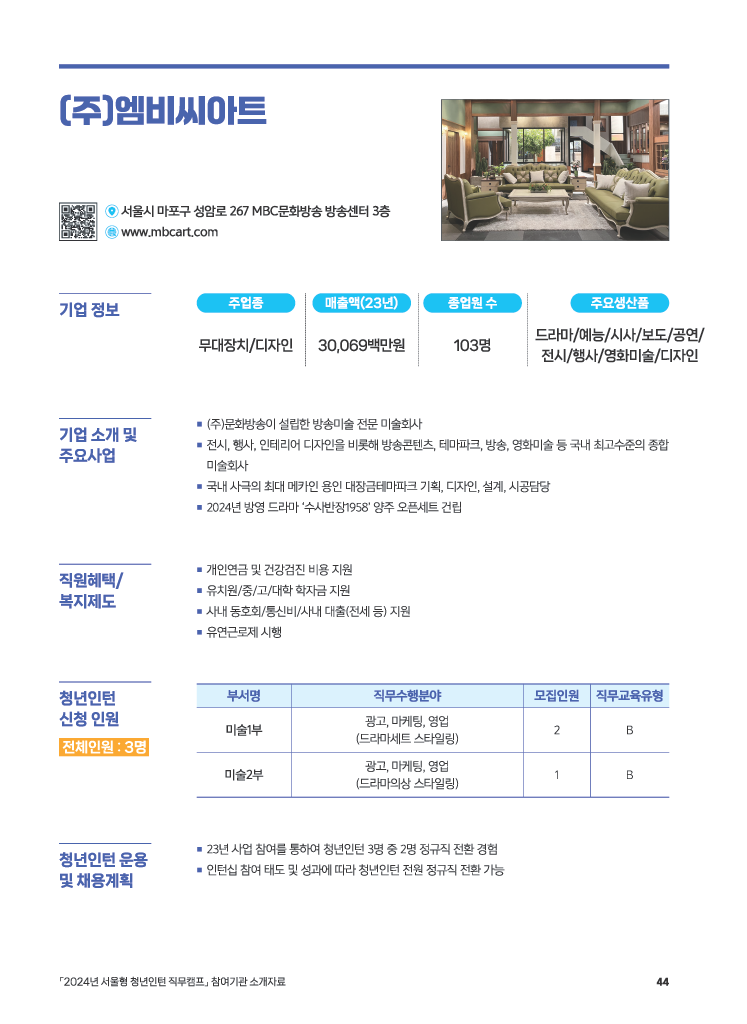 (주)엠비씨아트
서울시 마포구 성암로 267 MBC문화방송 방송센터 3층
www.mbcart.com
기업 정보
주업종
매출액(23년)
종업원 수
주요생산품
무대장치/디자인
30,069백만원
103명
드라마/예능/시사/보도/공연/
전시/행사/영화미술/디자인
기업 소개 및
주요사업
■ (주)문화방송이 설립한 방송미술 전문 미술회사
■ 전시, 행사, 인테리어 디자인을 비롯해 방송콘텐츠, 테마파크, 방송, 영화미술 등 국내 최고수준의 종합
미술회사
■ 국내 사극의 최대 메카인 용인 대장금테마파크 기획, 디자인, 설계, 시공담당
■ 2024년 방영 드라마 '수사반장1958' 양주 오픈세트 건립
직원혜택/
복지제도
■ 개인연금 및 건강검진 비용 지원
■ 유치원/중/고/대학 학자금 지원
■ 사내 동호회/통신비/사내 대출(전세 등) 지원
■ 유연근로제 시행
청년인턴
신청 인원
전체인원 : 3명
부서명 직무수행분야 모집인원 직무교육유형
미술1부
광고, 마케팅, 영업
(드라마세트 스타일링)
2
B
미술2부
광고, 마케팅, 영업
(드라마의상 스타일링)
1
B
청년인턴 운용
및 채용계획
■ 23년 사업 참여를 통하여 청년인턴 3명 중 2명 정규직 전환 경험
■ 인턴십 참여 태도 및 성과에 따라 청년인턴 전원 정규직 전환 가능
「2024년 서울형 청년인턴 직무캠프」 참여기관 소개자료
44